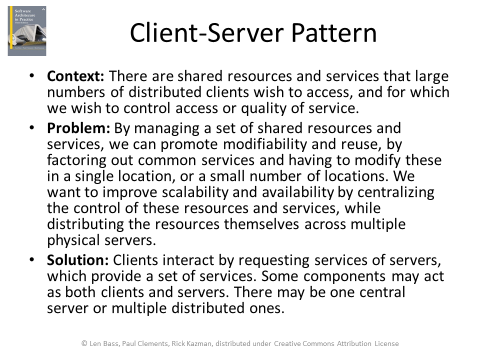 Software
Architecture
in Practice
Client-Server Pattern
• Context: There are shared resources and services that large
numbers of distributed clients wish to access, and for which
we wish to control access or quality of service.
• Problem: By managing a set of shared resources and
services, we can promote modifiability and reuse, by
factoring out common services and having to modify these
in a single location, or a small number of locations. We
want to improve scalability and availability by centralizing
the control of these resources and services, while
distributing the resources themselves across multiple
physical servers.
• Solution: Clients interact by requesting services of servers,
which provide a set of services. Some components may act
as both clients and servers. There may be one central
server or multiple distributed ones.
© Len Bass, Paul Clements, Rick Kazman, distributed under Creative Commons Attribution License